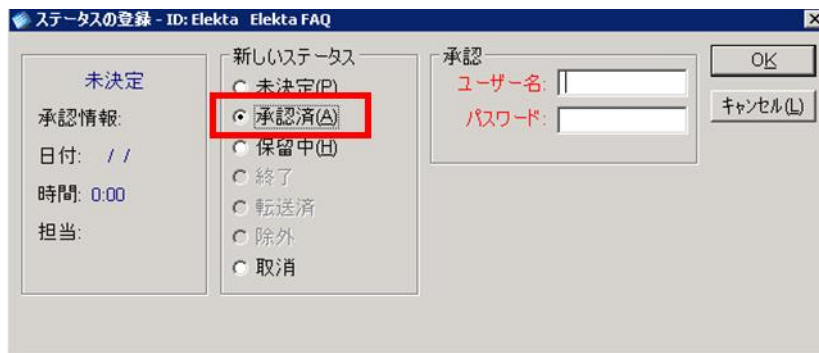 ステータスの登録 - ID: Elekta Elekta FAQ
未決定
承認情報:
日付: / /
時間: 0:00
担当:
新しいステータス
未決定(P)
承認済(A)
保留中(H)
終了
転送済
除外
取消
承認
ユーザー名:
パスワード:
OK
キャンセル(L)